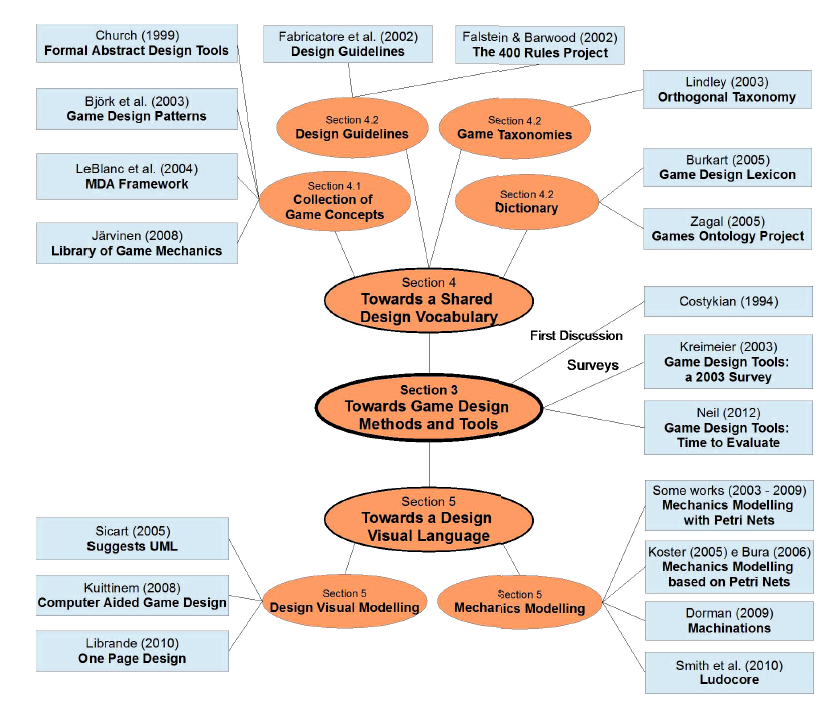 Church (1999)
Formal Abstract Design Tools
Fabricatore et al. (2002)
Design Guidelines
Falstein & Barwood (2002)
The 400 Rules Project
Lindley (2003)
Orthogonal Taxonomy
Björk et al. (2003)
Game Design Patterns
Section 4.2
Design Guidelines
Section 4.2
Game Taxonomies
LeBlanc et al. (2004)
MDA Framework
Burkart (2005)
Game Design Lexicon
Section 4.1
Collection of
Game Concepts
Section 4.2
Dictionary
Järvinen (2008)
Library of Game Mechanics
Zagal (2005)
Games Ontology Project
Section 4
Towards a Shared
Design Vocabulary
Costykian (1994)
First Discussion
Surveys
Kreimeier (2003)
Game Design Tools:
a 2003 Survey
Section 3
Towards Game Design
Methods and Tools
Neil (2012)
Game Design Tools:
Time to Evaluate
Section 5
Towards a Design
Visual Language
Some works (2003 - 2009)
Mechanics Modelling
with Petri Nets
Sicart (2005)
Suggests UML
Koster (2005) e Bura (2006)
Mechanics Modelling
based on Petri Nets
Kuittinem (2008)
Computer Aided Game Design
Section 5
Design Visual Modelling
Section 5
Mechanics Modelling
Dorman (2009)
Machinations
Librande (2010)
One Page Design
Smith et al. (2010)
Ludocore